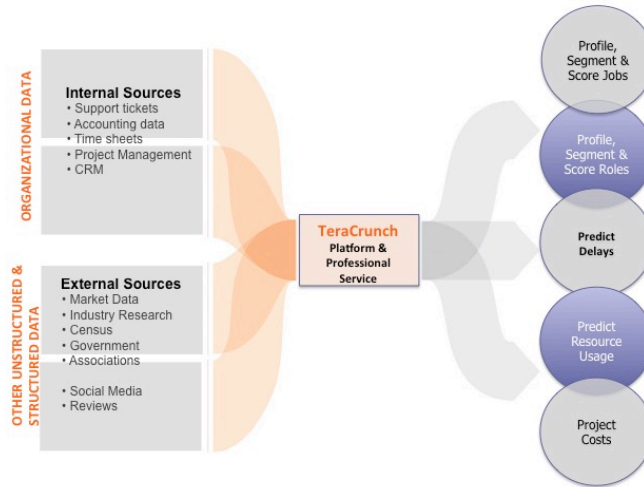 ORGANIZATIONAL DATA
Internal Sources
• Support tickets
• Accounting data
• Time sheets
• Project Management
• CRM
OTHER UNSTRUCTURED &
STRUCTURED DATA
External Sources
• Market Data
• Industry Research
• Census
• Government
• Associations
• Social Media
• Reviews
TeraCrunch
Platform &
Professional
Service
Profile,
Segment &
Score Jobs
Profile,
Segment &
Score Roles
Predict
Delays
Predict
Resource
Usage
Project
Costs